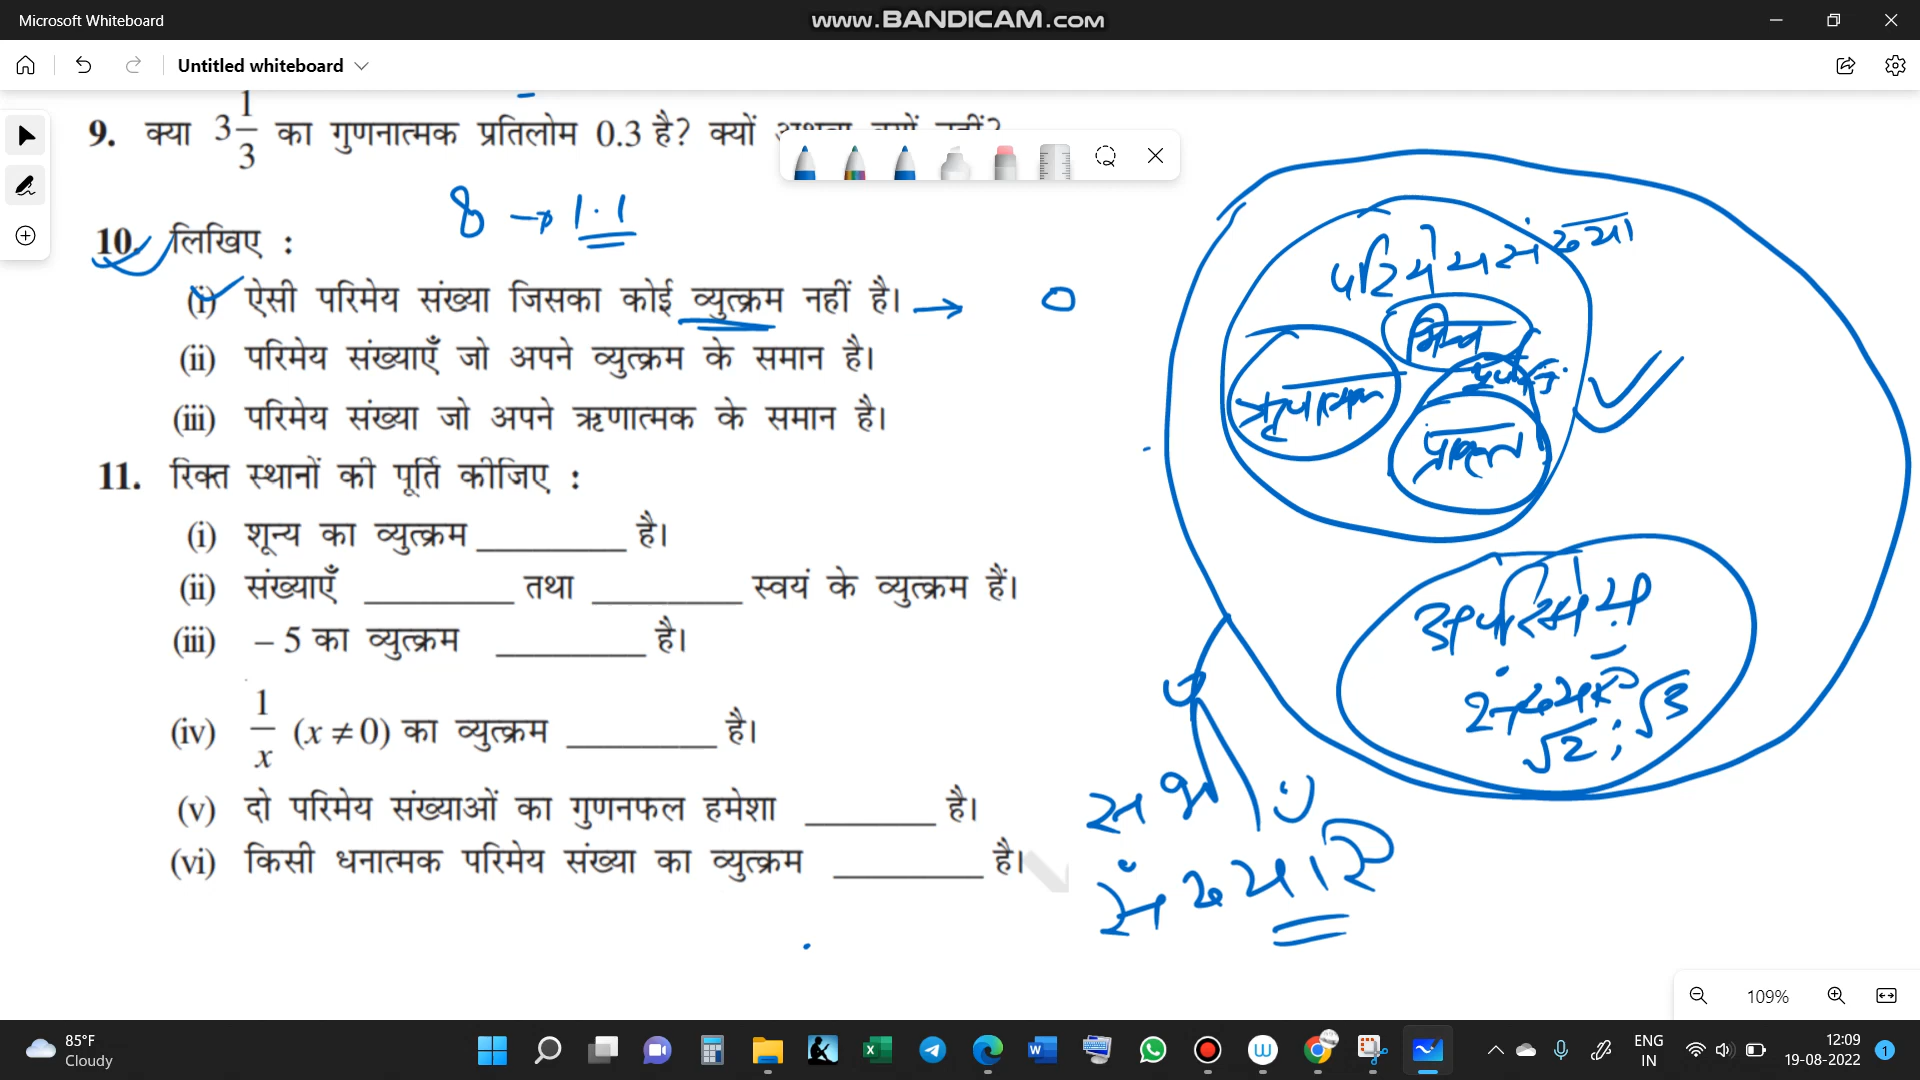 Microsoft Whiteboard
www.BANDICAM.com
Untitled whiteboard
9. क्या 3 1/3 का गुणनात्मक प्रतिलोम 0.3 है? क्यों अथवा क्यों नहीं?
8 → 1.1
10. लिखिए :
(i) ऐसी परिमेय संख्या जिसका कोई व्युत्क्रम नहीं है। → 0
(ii) परिमेय संख्याएँ जो अपने व्युत्क्रम के समान है।
(iii) परिमेय संख्या जो अपने ऋणात्मक के समान है।
11. रिक्त स्थानों की पूर्ति कीजिए :
(i) शून्य का व्युत्क्रम ________ है।
(ii) संख्याएँ ________ तथा ________ स्वयं के व्युत्क्रम हैं।
(iii) – 5 का व्युत्क्रम ________ है।
(iv) 1/x (x ≠ 0) का व्युत्क्रम ________ है।
(v) दो परिमेय संख्याओं का गुणनफल हमेशा _______ है।
(vi) किसी धनात्मक परिमेय संख्या का व्युत्क्रम ________ है।
परिमेय संख्या
भिन्न
प्राकृत
√2 ; √3
109%
85°F
Cloudy
ENG
IN
12:09
19-08-2022
1